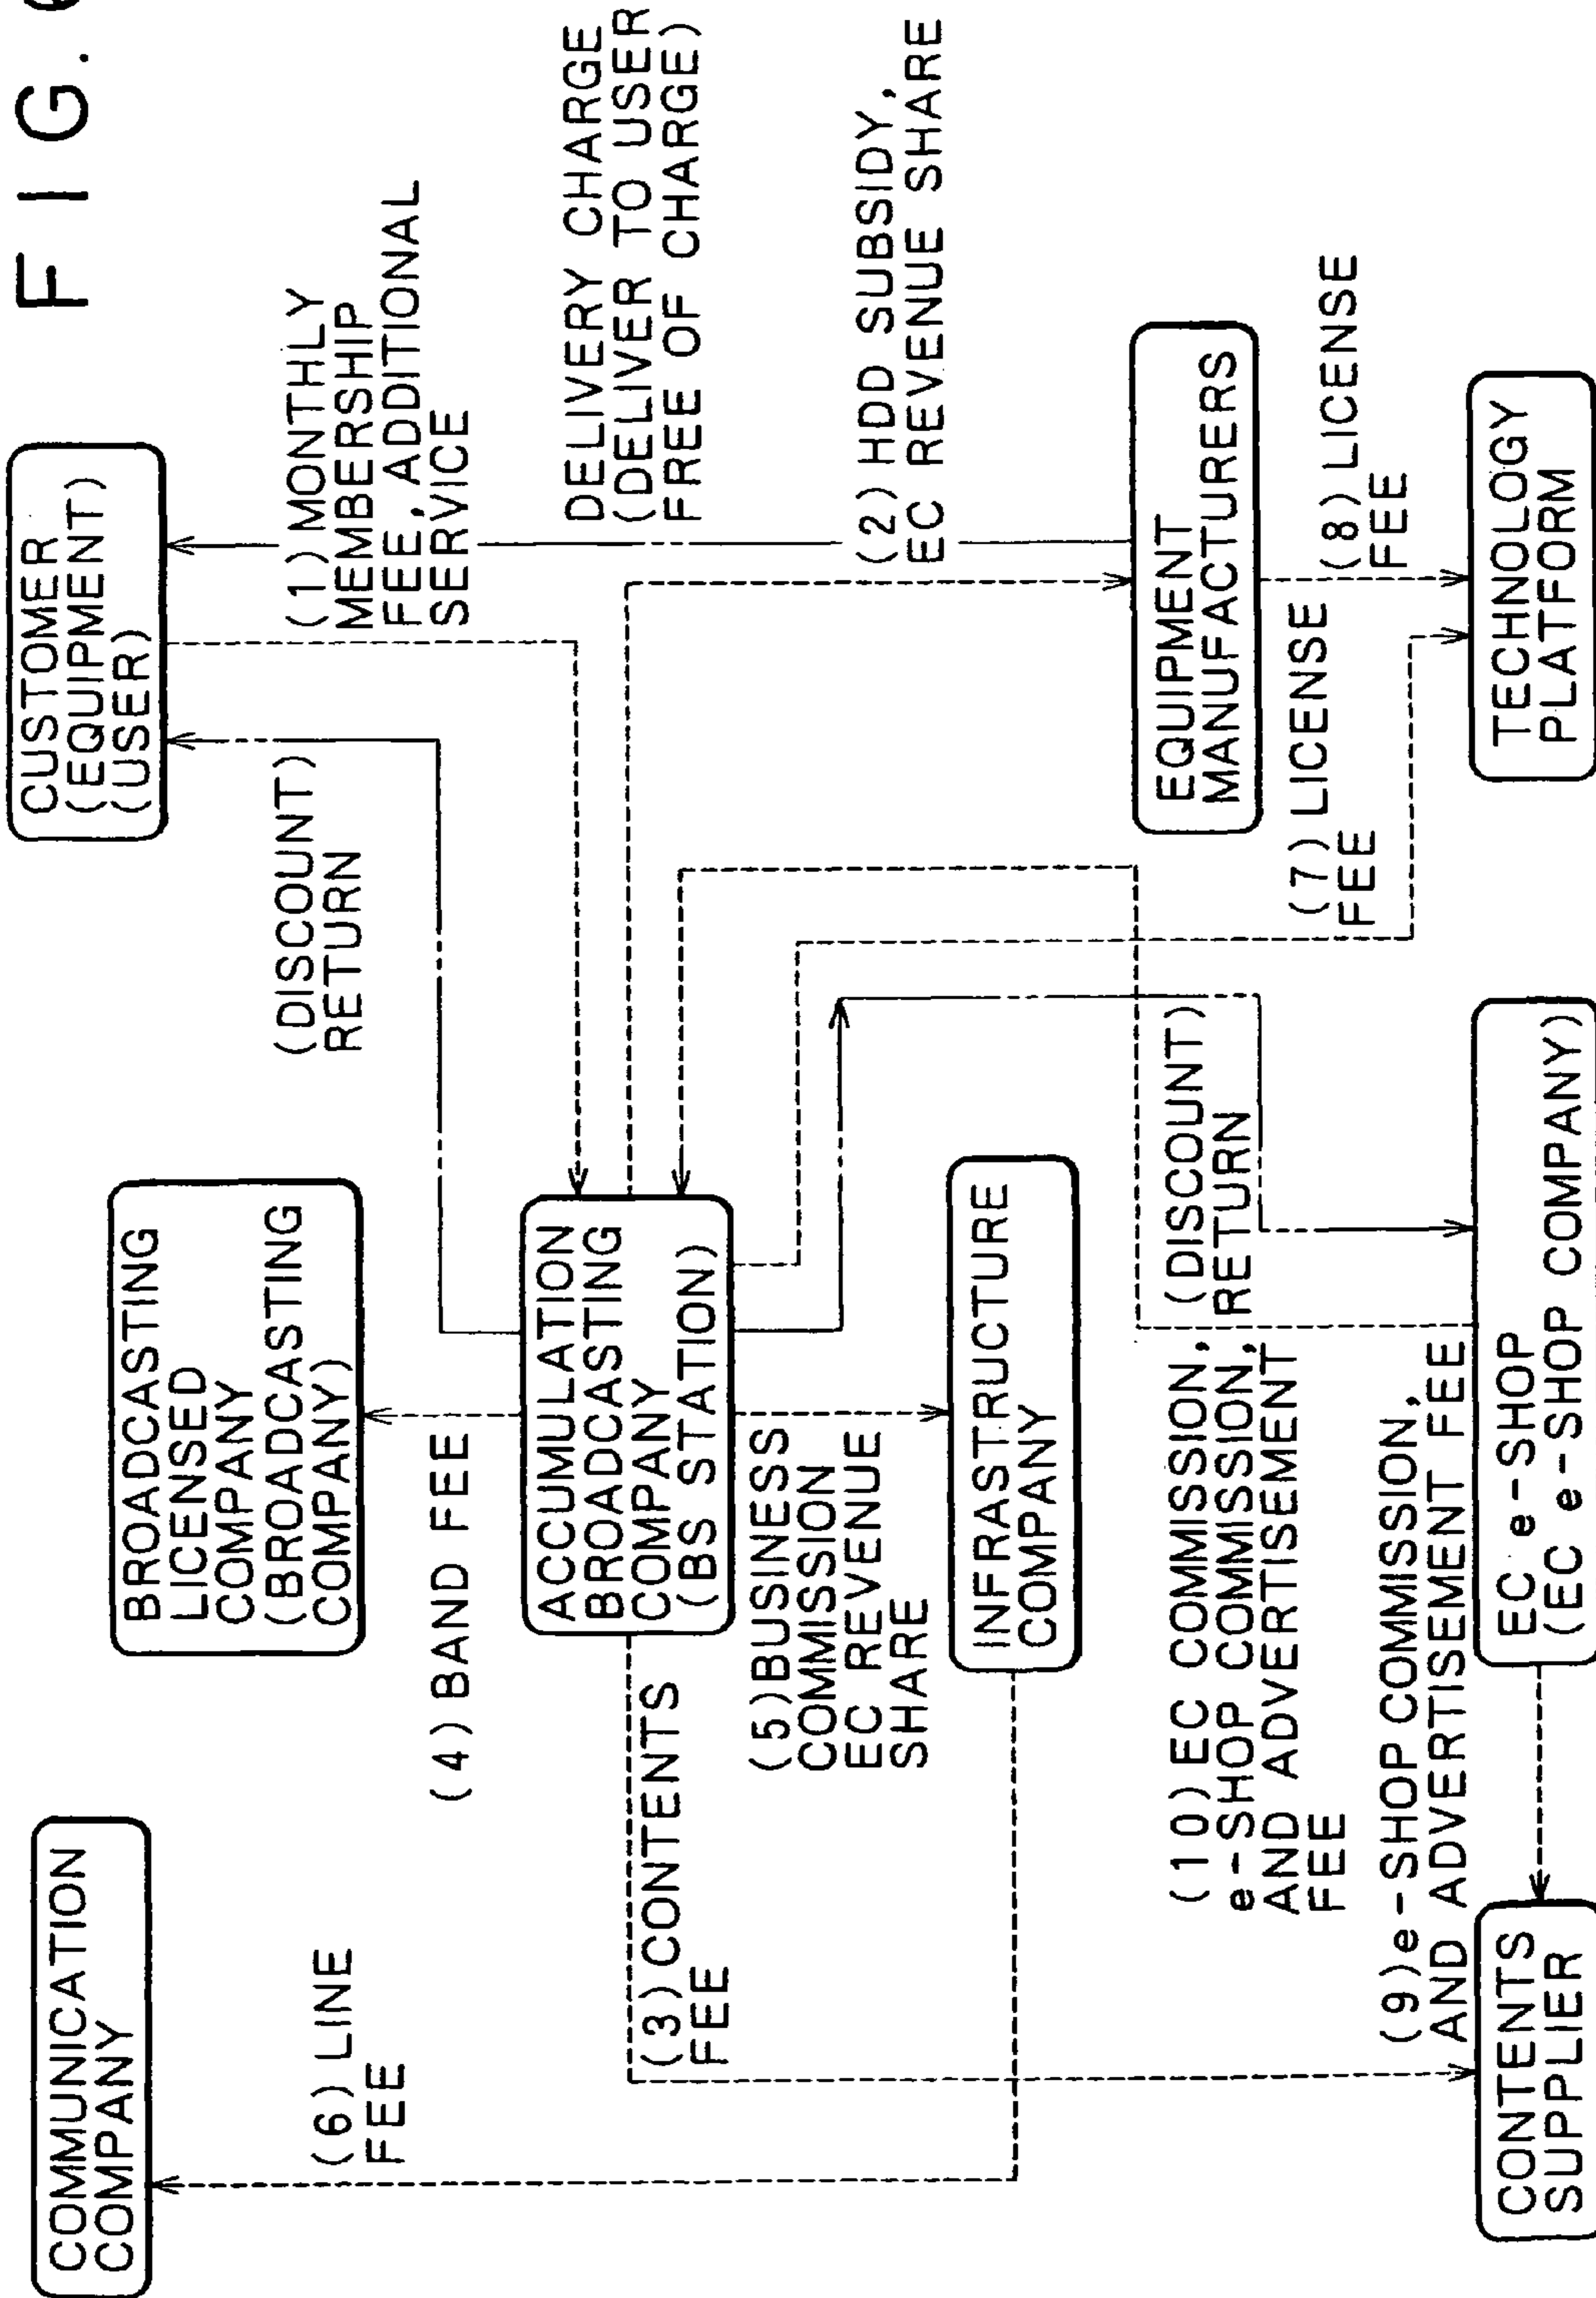 FIG.
COMMUNICATION
COMPANY
BROADCASTING
LICENSED
COMPANY
(BROADCASTING
COMPANY)
CUSTOMER
(EQUIPMENT)
(USER)
(6) LINE
FEE
(4) BAND FEE
(DISCOUNT)
RETURN
(1) MONTHLY
MEMBERSHIP
FEE, ADDITIONAL
SERVICE
ACCUMULATION
BROADCASTING
COMPANY
(BS STATION)
DELIVERY CHARGE
(DELIVER TO USER
FREE OF CHARGE)
(3) CONTENTS
FEE
(5) BUSINESS
COMMISSION
EC REVENUE
SHARE
(2) HDD SUBSIDY,
EC REVENUE SHARE
INFRASTRUCTURE
COMPANY
EQUIPMENT
MANUFACTURERS
(10) EC COMMISSION,
e-SHOP COMMISSION,
AND ADVERTISEMENT
FEE
(DISCOUNT)
RETURN
(7) LICENSE
FEE
(8) LICENSE
FEE
(9) e-SHOP COMMISSION,
AND ADVERTISEMENT FEE
CONTENTS
SUPPLIER
EC e-SHOP
(EC e-SHOP COMPANY)
TECHNOLOGY
PLATFORM